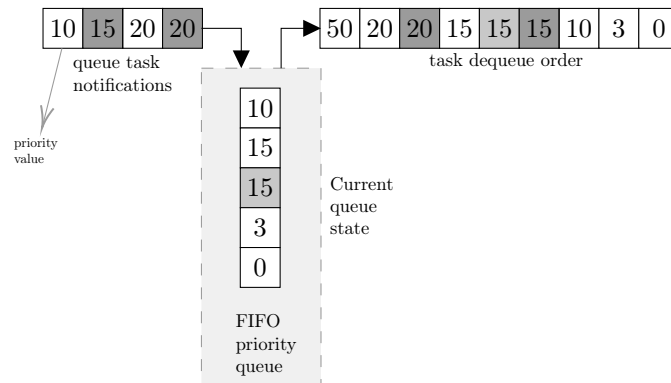 10 15 20 20
50 20 20 15 15 15 10 3 0
queue task
notifications
task dequeue order
priority
value
10
15
15
3
0
Current
queue
state
FIFO
priority
queue